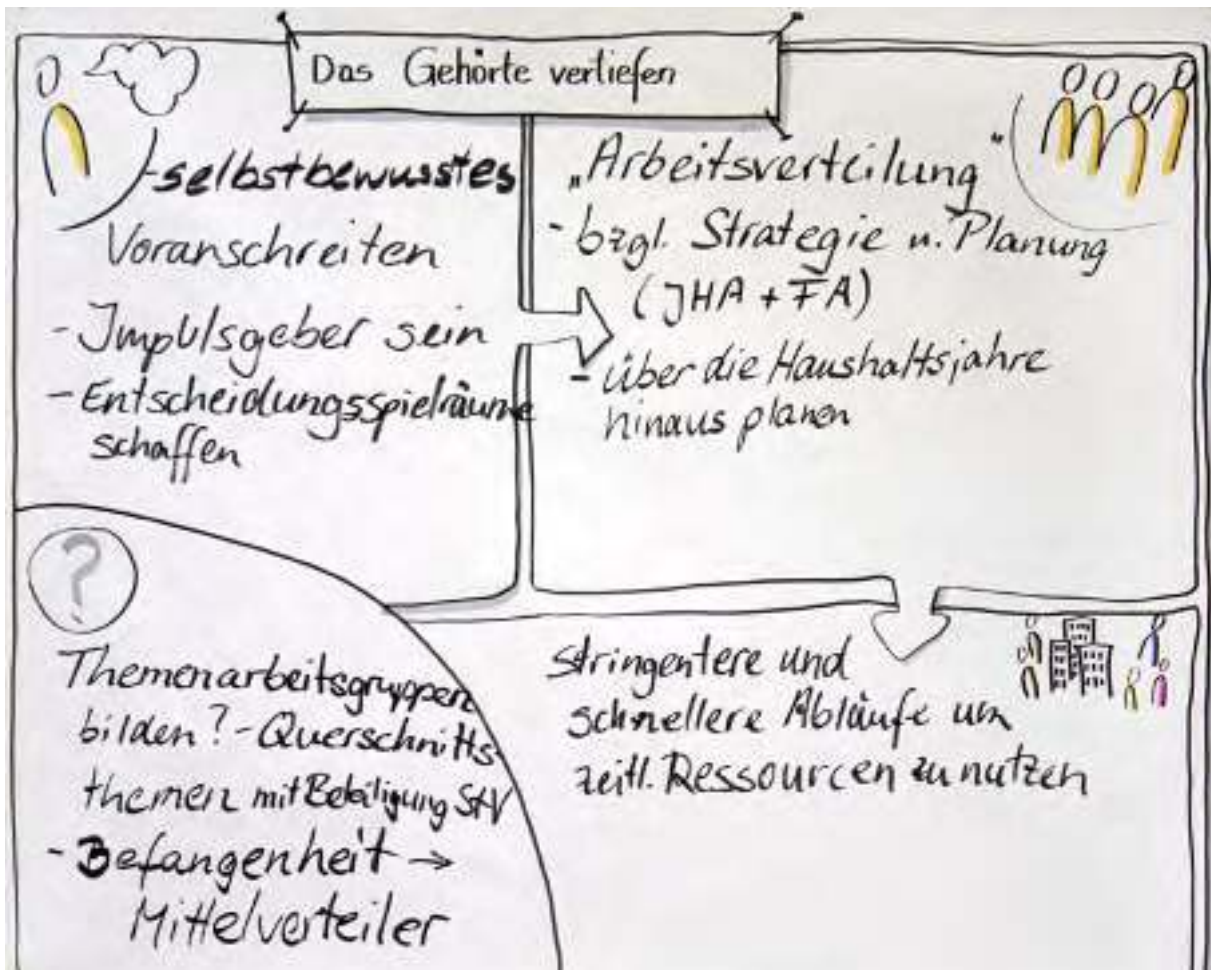 Das Gehörte vertiefen
- selbstbewusstes
Voranschreiten
- Impulsgeber sein
- Entscheidungsspielräume
schaffen
„Arbeitsverteilung"
- bzgl. Strategie u. Planung
(JHA + FA)
- über die Haushaltsjahre
hinaus planen
?
Themenarbeitsgruppen
bilden? - Querschnitts
themen mit Beteiligung StV
- Befangenheit →
Mittelverteiler
stringentere und
schnellere Abläufe um
zeitl. Ressourcen zu nutzen